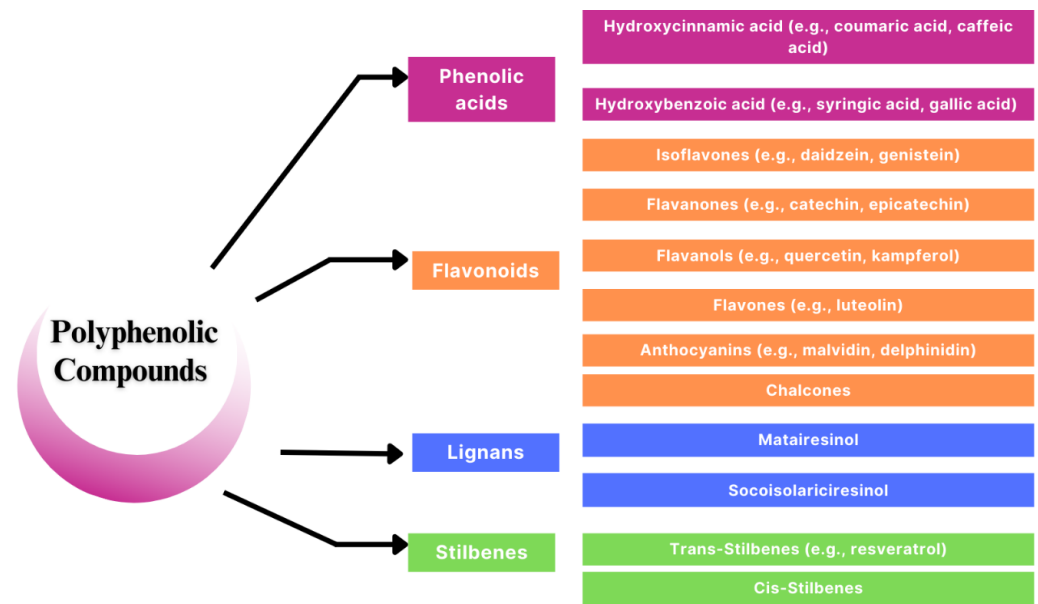 Polyphenolic
Compounds
Phenolic
acids
Hydroxycinnamic acid (e.g., coumaric acid, caffeic
acid)
Hydroxybenzoic acid (e.g., syringic acid, gallic acid)
Flavonoids
Isoflavones (e.g., daidzein, genistein)
Flavanones (e.g., catechin, epicatechin)
Flavanols (e.g., quercetin, kampferol)
Flavones (e.g., luteolin)
Anthocyanins (e.g., malvidin, delphinidin)
Chalcones
Lignans
Matairesinol
Socoisolariciresinol
Stilbenes
Trans-Stilbenes (e.g., resveratrol)
Cis-Stilbenes